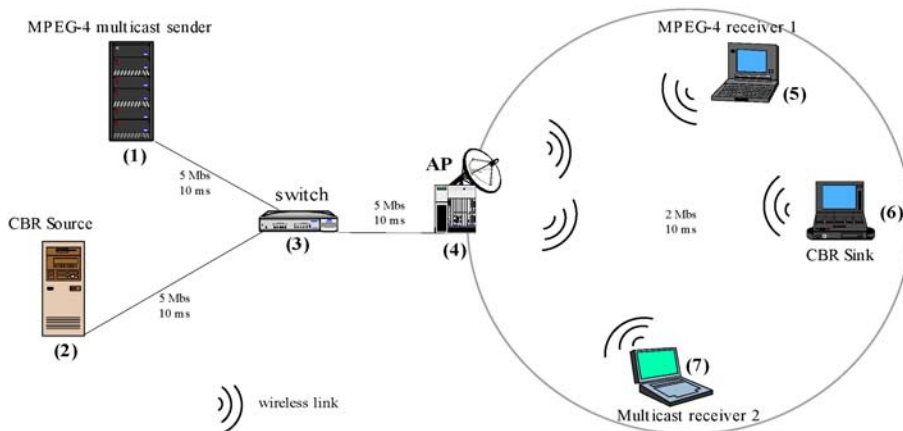 MPEG-4 multicast sender
(1)
5 Mbs
10 ms
CBR Source
(2)
5 Mbs
10 ms
switch
(3)
5 Mbs
10 ms
AP
(4)
MPEG-4 receiver 1
(5)
2 Mbs
10 ms
(6)
CBR Sink
(7)
Multicast receiver 2
wireless link